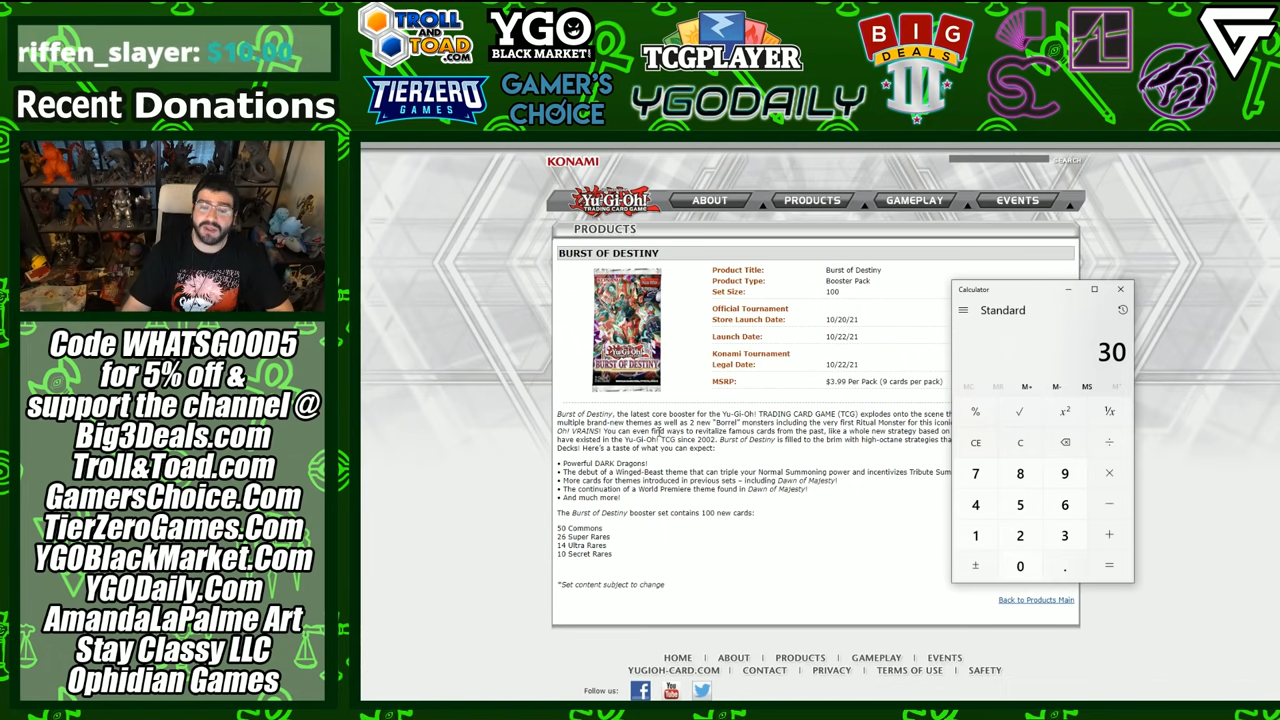 riffen_slayer: $10.00
Recent Donations
TROLL AND TOAD.COM
YGO BLACK MARKET!
TCGPLAYER
BIG DEALS
TIERZERO GAMES
GAMER'S CHOICE
YGODAILY
SC
KONAMI
SEARCH
Yu-Gi-Oh! TRADING CARD GAME
ABOUT
PRODUCTS
GAMEPLAY
EVENTS
PRODUCTS
BURST OF DESTINY
Product Title: Burst of Destiny
Product Type: Booster Pack
Set Size: 100
Official Tournament
Store Launch Date: 10/20/21
Launch Date: 10/22/21
Konami Tournament
Legal Date: 10/22/21
MSRP: $3.99 Per Pack (9 cards per pack)
Yu-Gi-Oh!
BURST OF DESTINY
Burst of Destiny, the latest core booster for the Yu-Gi-Oh! TRADING CARD GAME (TCG) explodes onto the scene
multiple brand-new themes as well as 2 new "Borrel" monsters including the very first Ritual Monster for this iconi
Oh! VRAINS! You can even find ways to revitalize famous cards from the past, like a whole new strategy based on
have existed in the Yu-Gi-Oh! TCG since 2002. Burst of Destiny is filled to the brim with high-octane strategies tha
Decks! Here's a taste of what you can expect:
• Powerful DARK Dragons!
• The debut of a Winged-Beast theme that can triple your Normal Summoning power and incentivizes Tribute Sum
• More cards for themes introduced in previous sets – including Dawn of Majesty!
• The continuation of a World Premiere theme found in Dawn of Majesty!
• And much more!
The Burst of Destiny booster set contains 100 new cards:
50 Commons
26 Super Rares
14 Ultra Rares
10 Secret Rares
*Set content subject to change
Back to Products Main
HOME | ABOUT | PRODUCTS | GAMEPLAY | EVENTS
YUGIOH-CARD.COM | CONTACT | PRIVACY | TERMS OF USE | SAFETY
Follow us:
Calculator
Standard
30
MC MR M+ M- MS M˅
% √ x² ¹/x
CE C ÷
7 8 9 ×
4 5 6 −
1 2 3 +
± 0 . =
Code WHATSGOOD5
for 5% off &
support the channel @
Big3Deals.com
Troll&Toad.com
GamersChoice.Com
TierZeroGames.Com
YGOBlackMarket.Com
YGODaily.Com
AmandaLaPalme Art
Stay Classy LLC
Ophidian Games